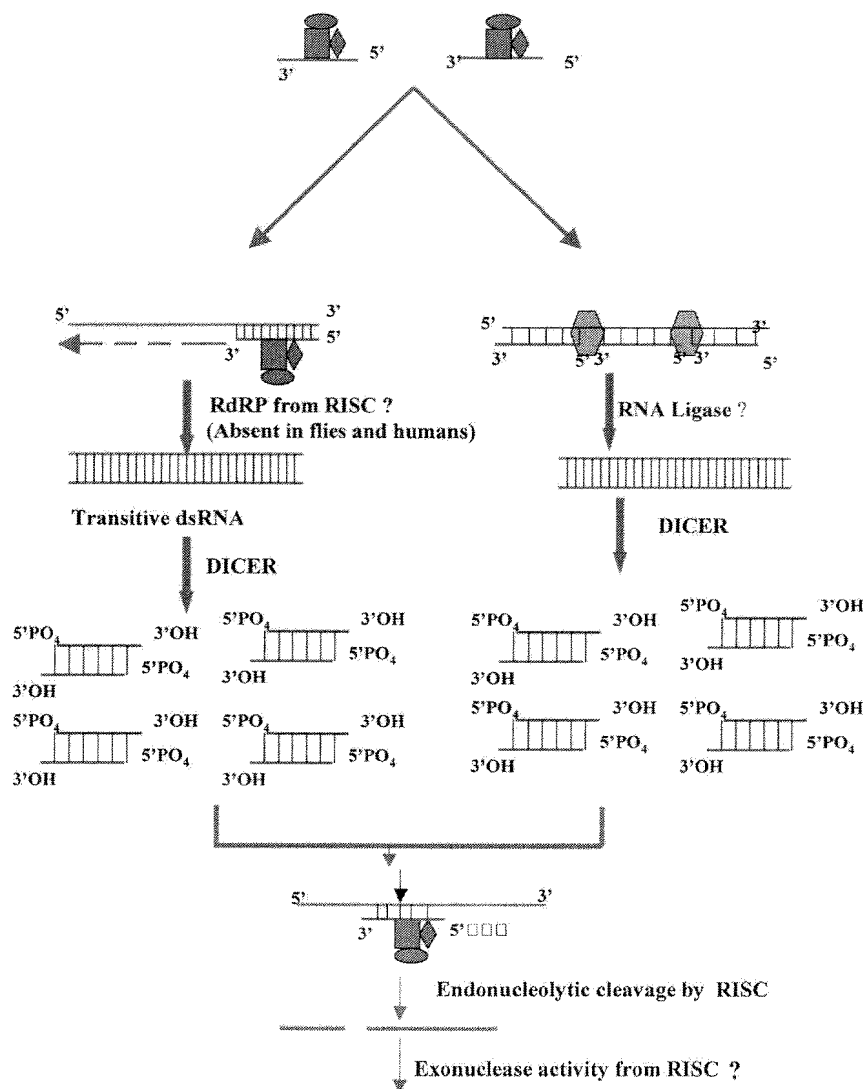 5’ 5’
3’ 3’
5’ 3’ 5’ 3’
5’ 3’ 3’ 5’ 3’ 5’ 3’ 5’
RdRP from RISC ?
(Absent in flies and humans)
RNA Ligase ?
Transitive dsRNA
DICER
DICER
5’PO4 3’OH 5’PO4 3’OH
5’PO4 5’PO4
3’OH 3’OH
5’PO4 3’OH 5’PO4 3’OH
5’PO4 5’PO4
3’OH 3’OH
5’PO4 3’OH 5’PO4 3’OH
5’PO4 5’PO4
3’OH 3’OH
5’PO4 3’OH 5’PO4 3’OH
5’PO4 5’PO4
3’OH 3’OH
5’ 3’
3’ 5’□□□
Endonucleolytic cleavage by RISC
Exonuclease activity from RISC ?